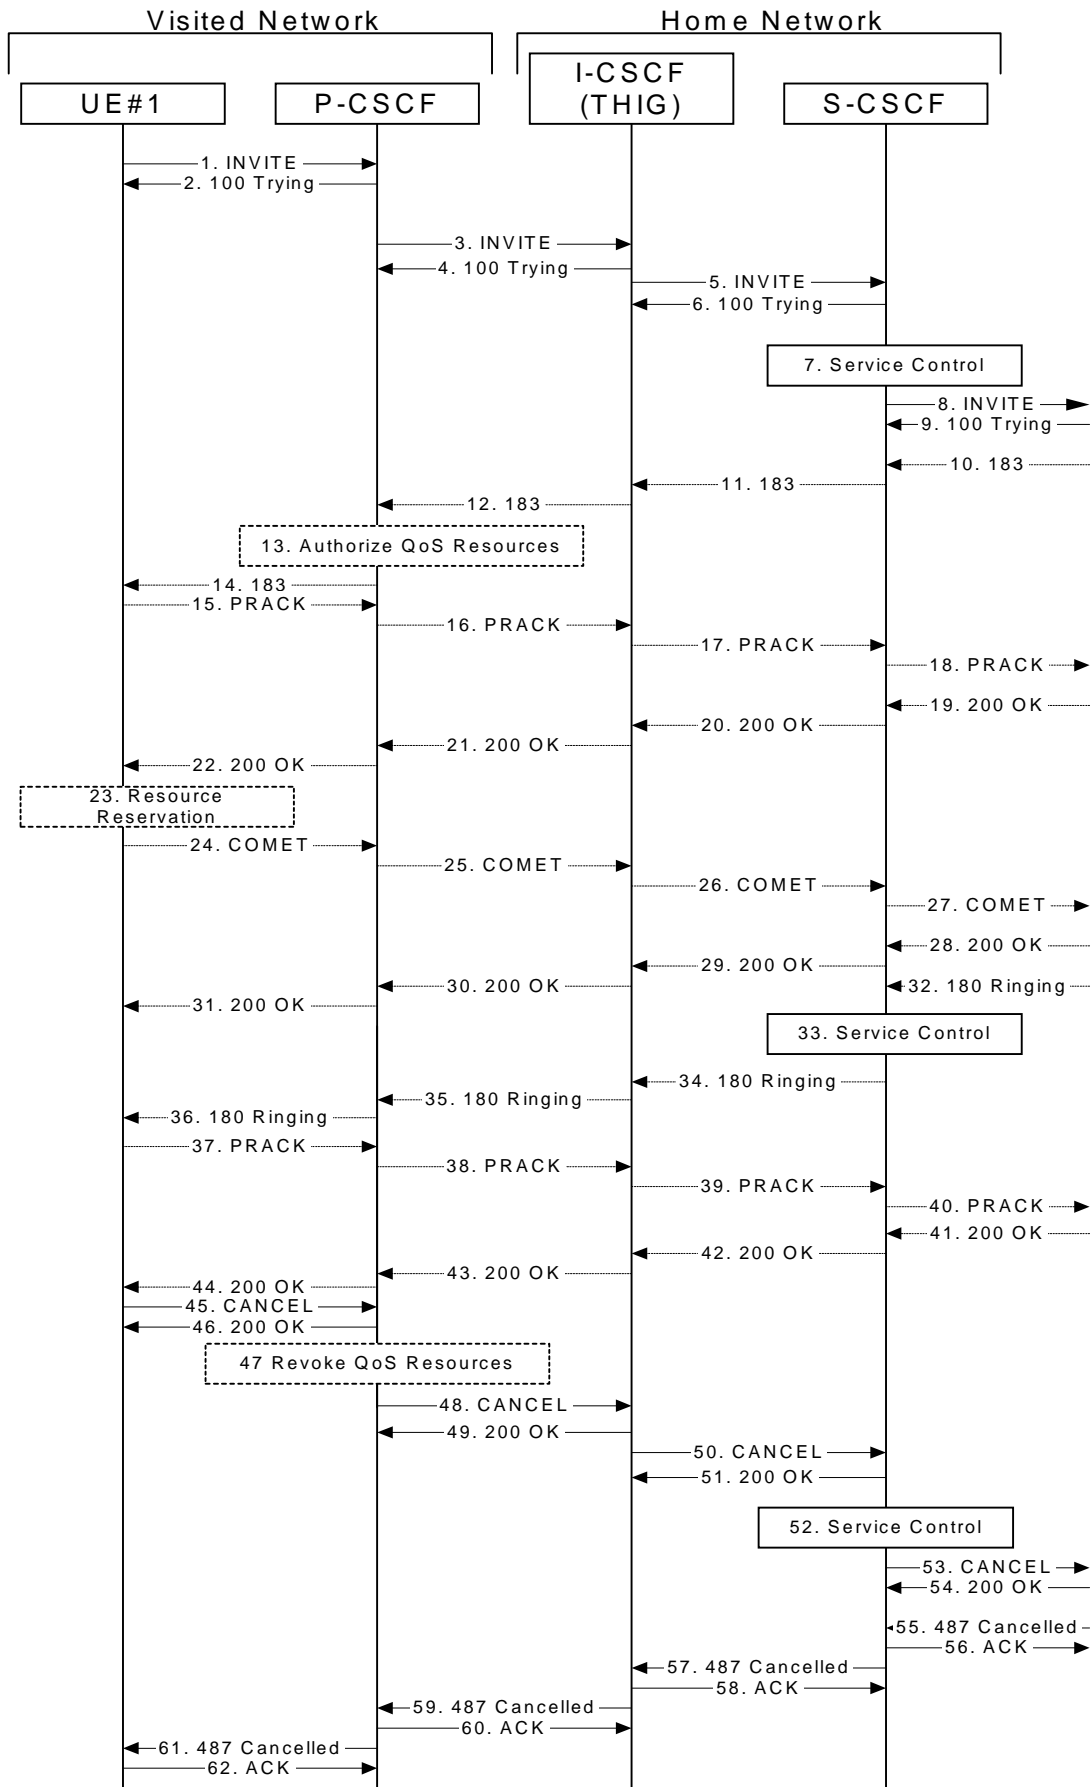 Visited Network
Home Network
UE#1
P-CSCF
I-CSCF
(THIG)
S-CSCF
1. INVITE
2. 100 Trying
3. INVITE
4. 100 Trying
5. INVITE
6. 100 Trying
7. Service Control
8. INVITE
9. 100 Trying
10. 183
11. 183
12. 183
13. Authorize QoS Resources
14. 183
15. PRACK
16. PRACK
17. PRACK
18. PRACK
19. 200 OK
20. 200 OK
21. 200 OK
22. 200 OK
23. Resource
Reservation
24. COMET
25. COMET
26. COMET
27. COMET
28. 200 OK
29. 200 OK
30. 200 OK
31. 200 OK
32. 180 Ringing
33. Service Control
34. 180 Ringing
35. 180 Ringing
36. 180 Ringing
37. PRACK
38. PRACK
39. PRACK
40. PRACK
41. 200 OK
42. 200 OK
43. 200 OK
44. 200 OK
45. CANCEL
46. 200 OK
47 Revoke QoS Resources
48. CANCEL
49. 200 OK
50. CANCEL
51. 200 OK
52. Service Control
53. CANCEL
54. 200 OK
55. 487 Cancelled
56. ACK
57. 487 Cancelled
58. ACK
59. 487 Cancelled
60. ACK
61. 487 Cancelled
62. ACK